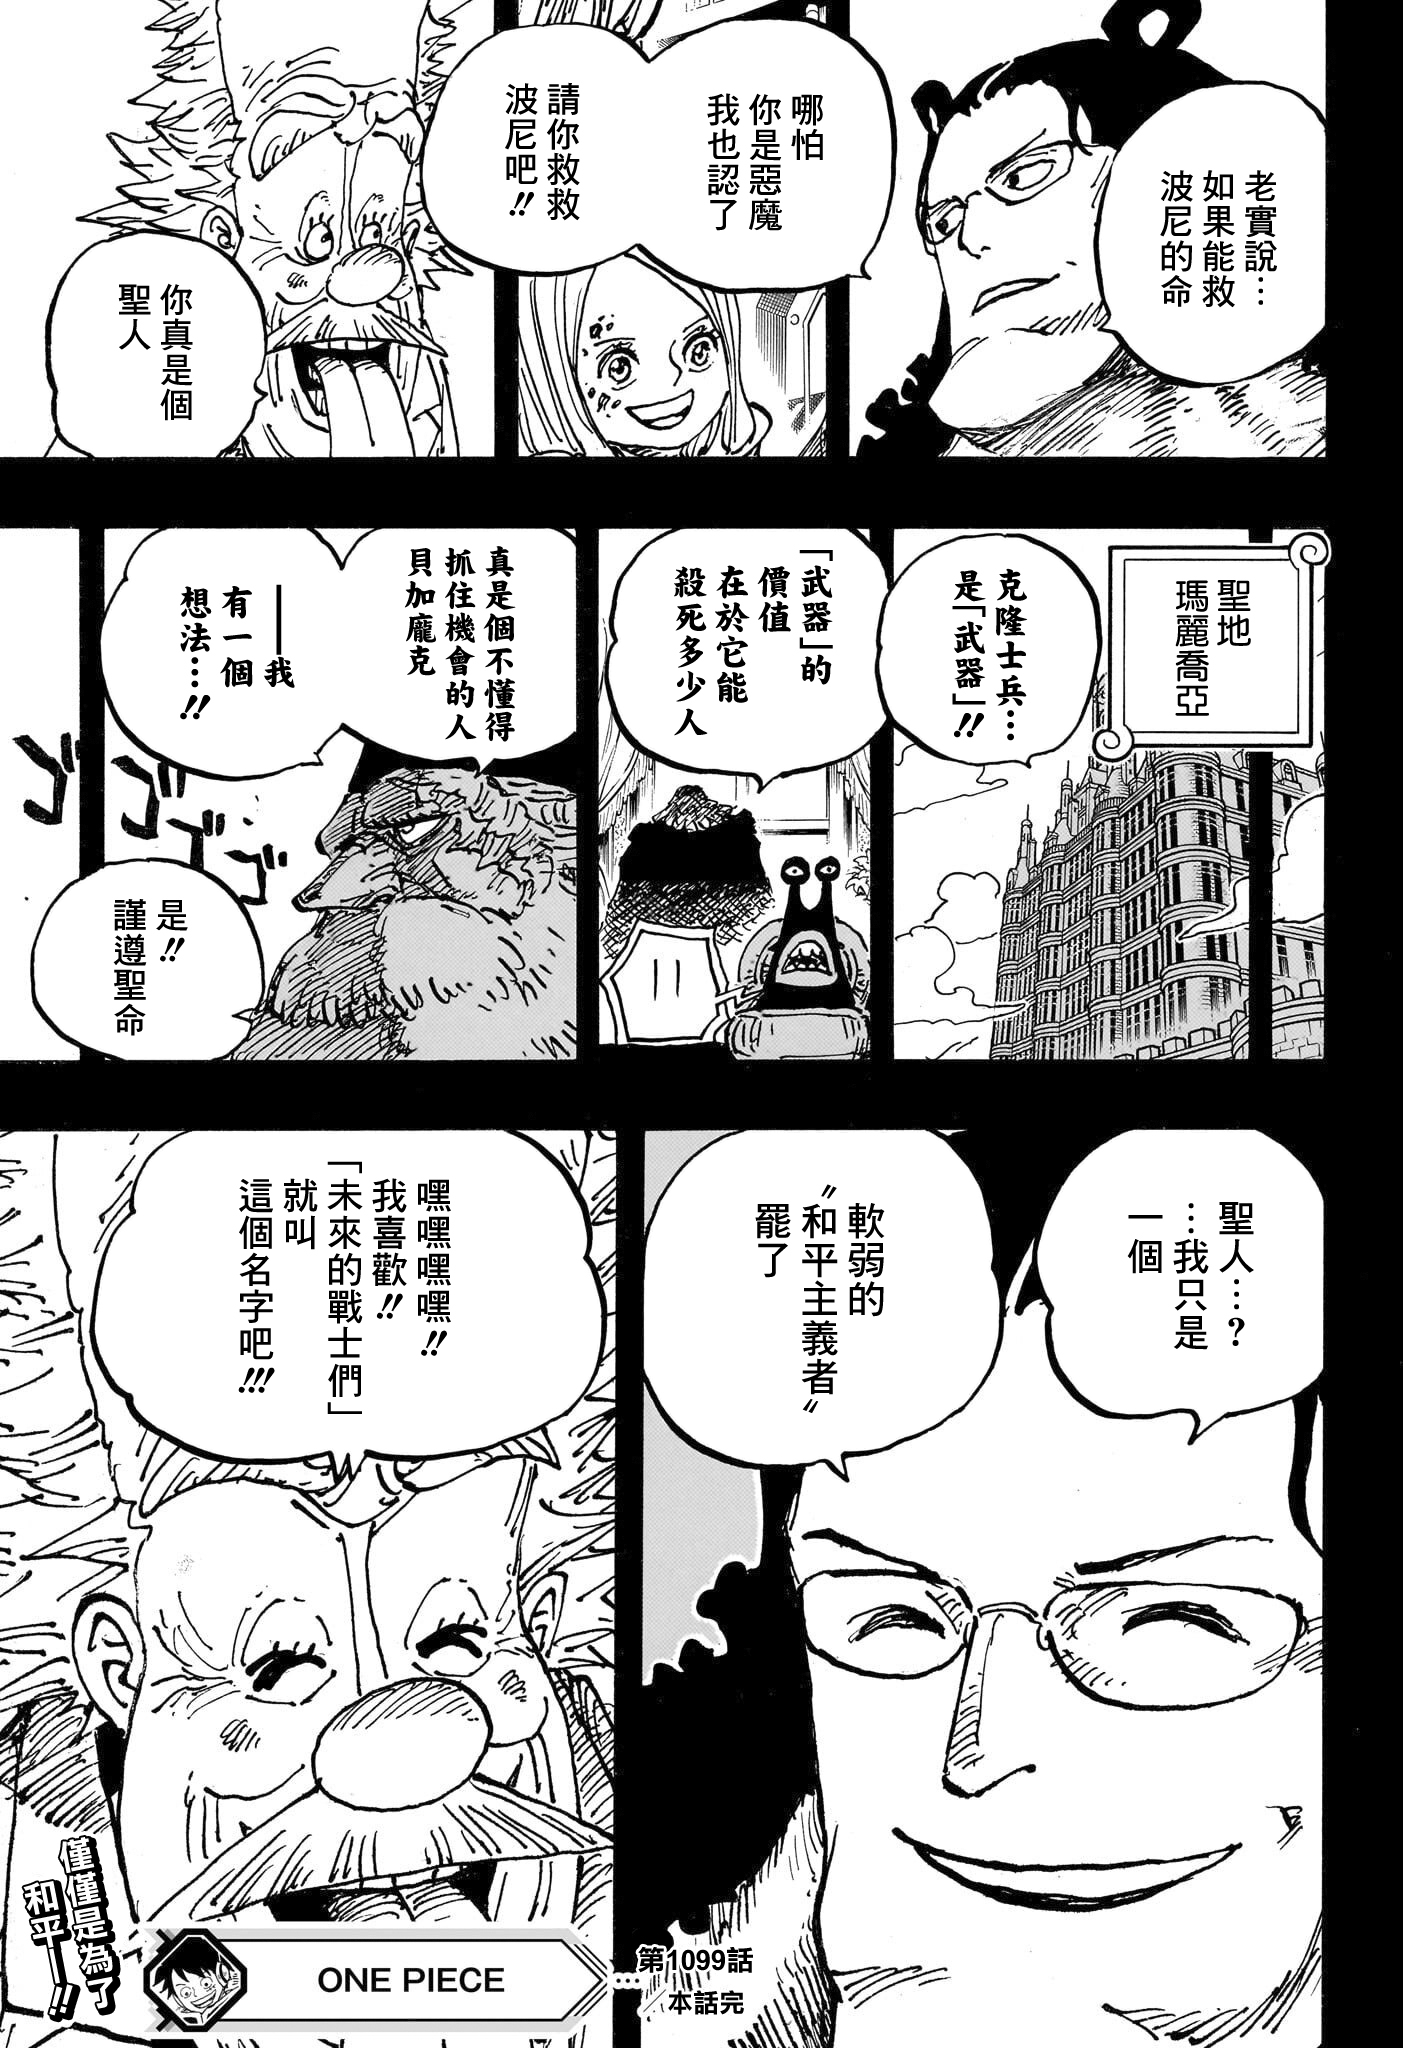 老實說…
如果能救
波尼的命
哪怕
你是惡魔
我也認了
請你救救
波尼吧!!
你真是個
聖人
聖地
瑪麗喬亞
克隆士兵…
是「武器」!!
「武器」的
價值
在於它能
殺死多少人
真是個不懂得
抓住機會的人
貝加龐克
——我
有一個
想法…!!
ゴゴゴ
是!!
謹遵聖命
聖人…?
…我只是
一個
軟弱的
〝和平主義者〟
罷了
嘿嘿嘿嘿!!
我喜歡!!
「未來的戰士們」
就叫
這個名字吧!!!
僅僅是為了
和平—!!
ONE PIECE
……
第1099話
／本話完